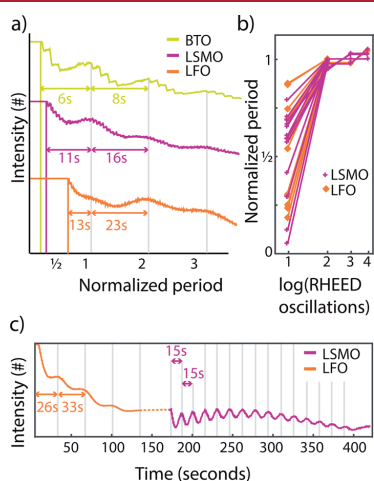 a)
BTO
LSMO
LFO
Intensity (#)
6s
8s
11s
16s
13s
23s
½ 1 2 3
Normalized period
b)
Normalized period
1
½
0
LSMO
LFO
1 2 3 4
log(RHEED
oscillations)
c)
LSMO
LFO
Intensity (#)
15s
15s
26s
33s
50 100 150 200 250 300 350 400
Time (seconds)